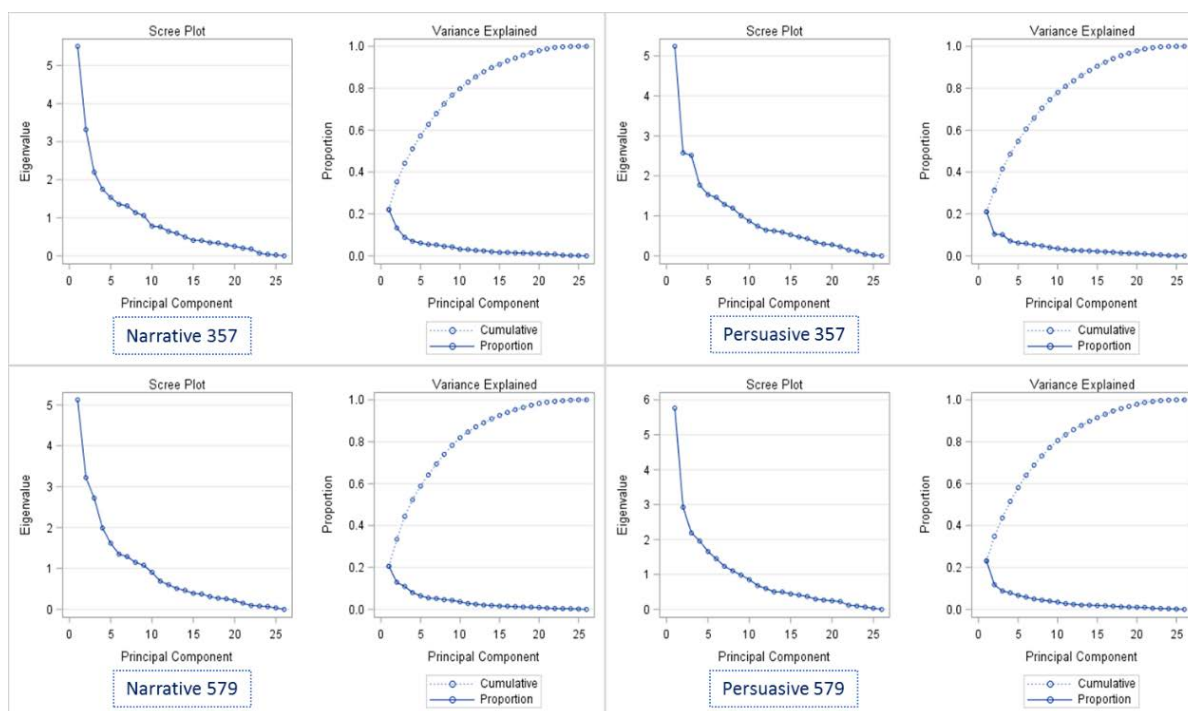 Scree Plot
5
4
3
2
1
0
Eigenvalue
0 5 10 15 20 25
Principal Component
Narrative 357
Variance Explained
1.0
0.8
0.6
0.4
0.2
0.0
Proportion
0 5 10 15 20 25
Principal Component
Cumulative
Proportion
Scree Plot
5
4
3
2
1
0
Eigenvalue
0 5 10 15 20 25
Principal Component
Persuasive 357
Variance Explained
1.0
0.8
0.6
0.4
0.2
0.0
Proportion
0 5 10 15 20 25
Principal Component
Cumulative
Proportion
Scree Plot
5
4
3
2
1
0
Eigenvalue
0 5 10 15 20 25
Principal Component
Narrative 579
Variance Explained
1.0
0.8
0.6
0.4
0.2
0.0
Proportion
0 5 10 15 20 25
Principal Component
Cumulative
Proportion
Scree Plot
6
5
4
3
2
1
0
Eigenvalue
0 5 10 15 20 25
Principal Component
Persuasive 579
Variance Explained
1.0
0.8
0.6
0.4
0.2
0.0
Proportion
0 5 10 15 20 25
Principal Component
Cumulative
Proportion